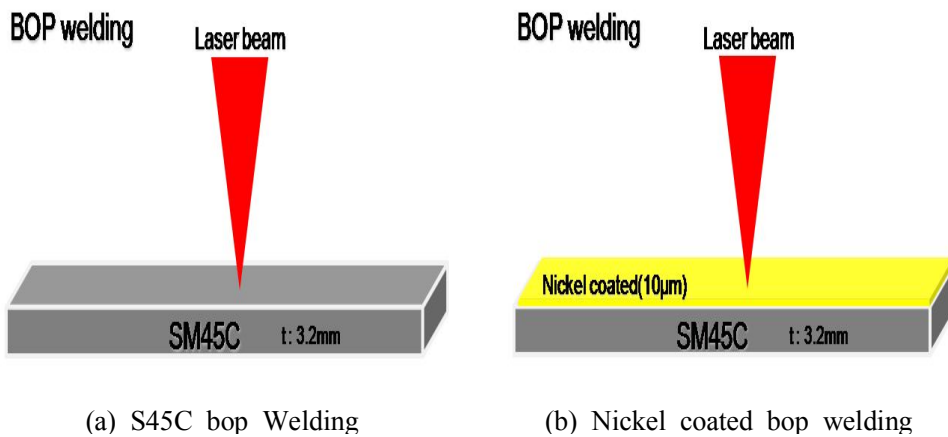 BOP welding
Laser beam
SM45C t : 3.2mm
(a) S45C bop Welding
BOP welding
Laser beam
Nickel coated(10μm)
SM45C t : 3.2mm
(b) Nickel coated bop welding